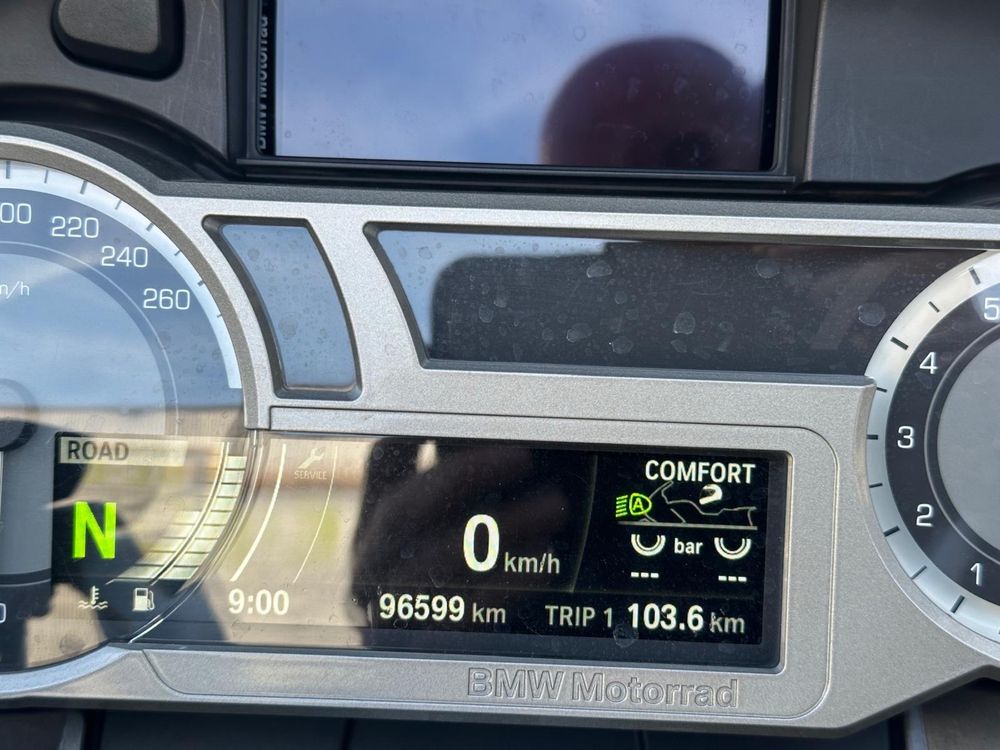 BMW Motorrad
220
240
260
5
4
3
2
1
ROAD
SERVICE
COMFORT
N
A
0 km/h
bar
--- ---
9:00
96599 km
TRIP 1 103.6 km
BMW Motorrad